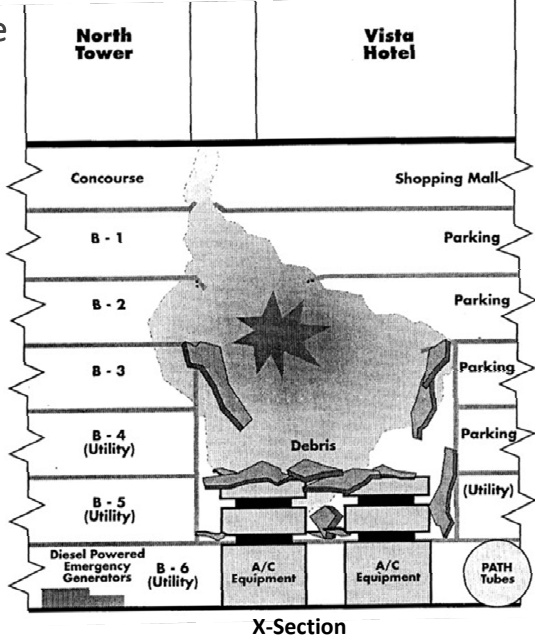 e
North
Tower
Vista
Hotel
Concourse
Shopping Mall
B - 1
Parking
B - 2
Parking
B - 3
Parking
B - 4
(Utility)
Parking
Debris
B - 5
(Utility)
(Utility)
Diesel Powered
Emergency
Generators
B - 6
(Utility)
A/C
Equipment
A/C
Equipment
PATH
Tubes
X-Section